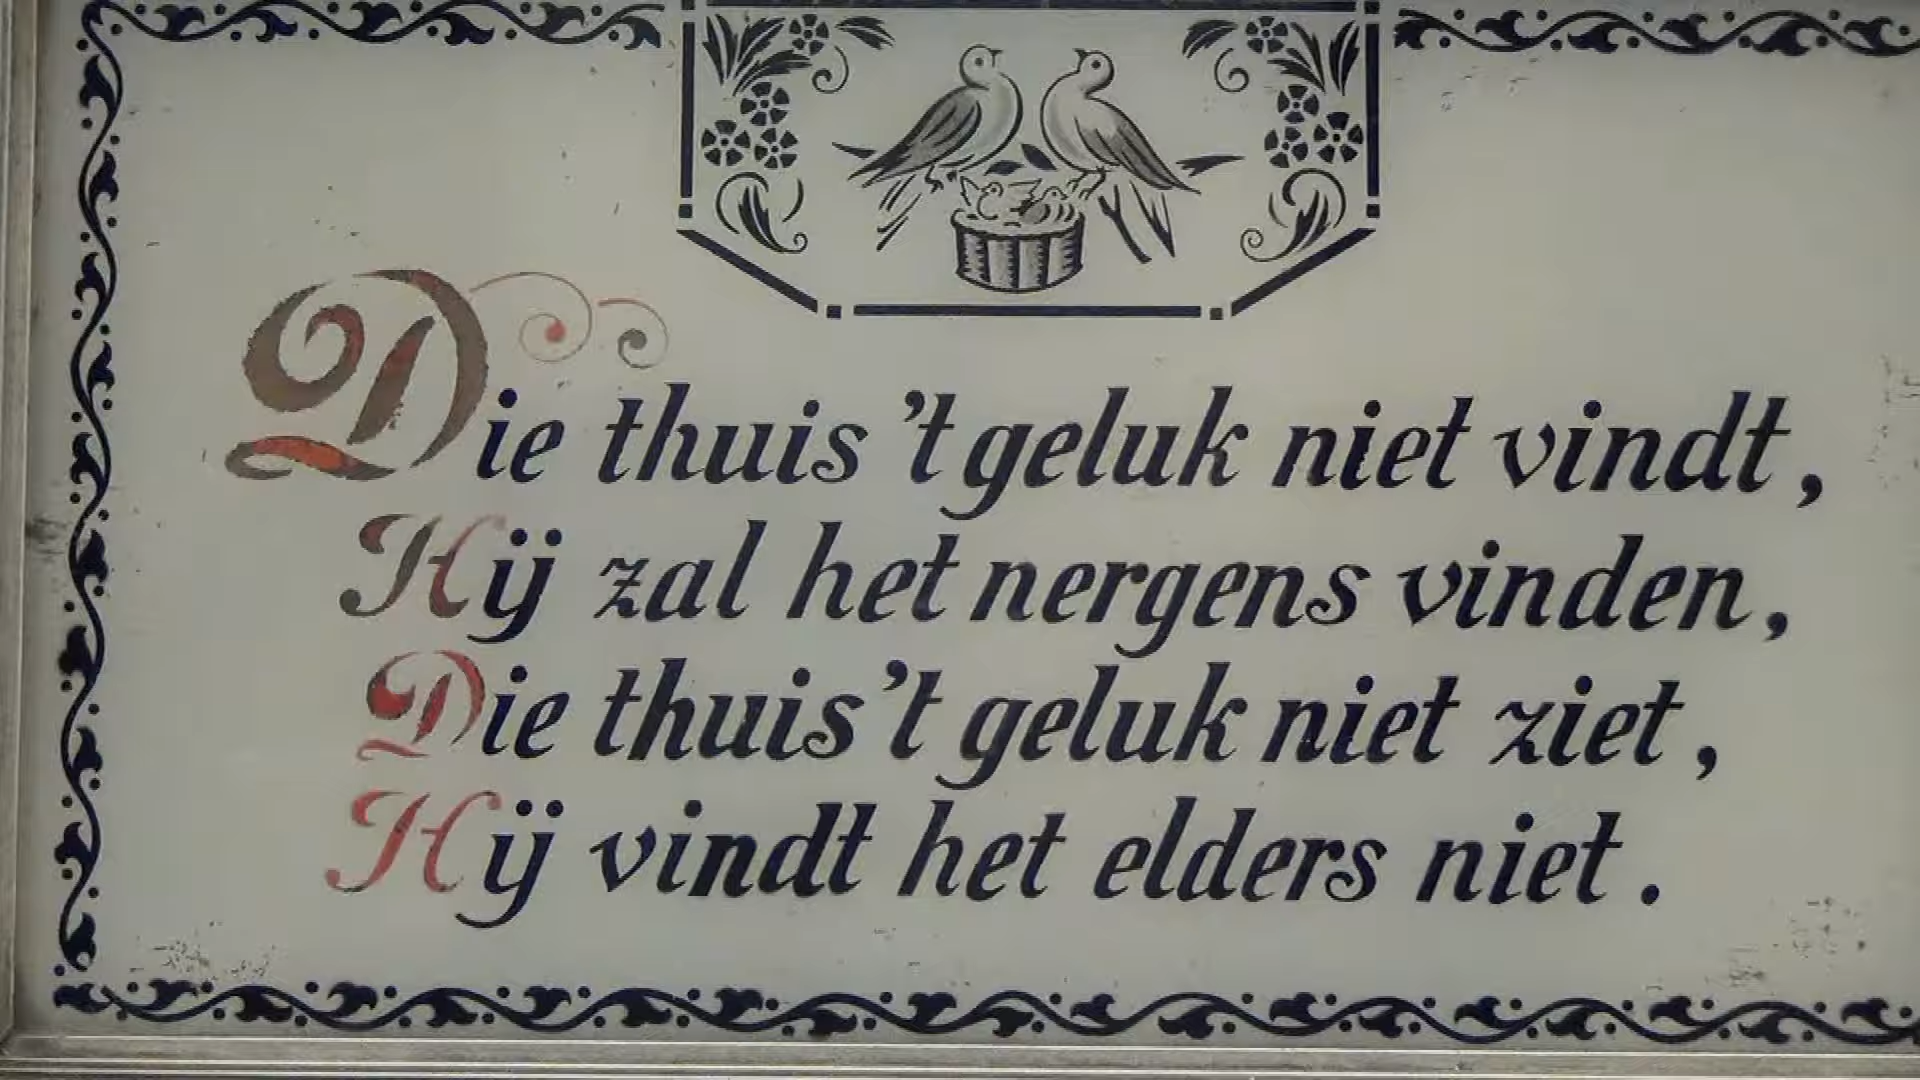 Die thuis 't geluk niet vindt,
Hij zal het nergens vinden,
Die thuis 't geluk niet ziet,
Hij vindt het elders niet.